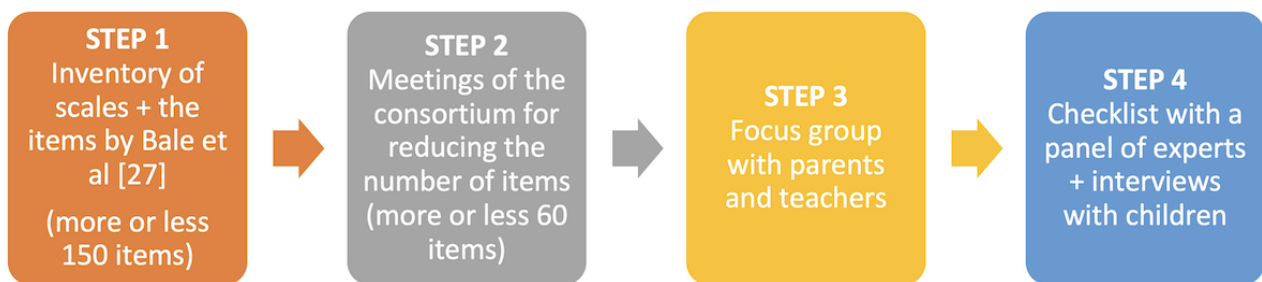 STEP 1
Inventory of
scales + the
items by Bale et
al [27]
(more or less
150 items)
STEP 2
Meetings of the
consortium for
reducing the
number of items
(more or less 60
items)
STEP 3
Focus group
with parents
and teachers
STEP 4
Checklist with a
panel of experts
+ interviews
with children